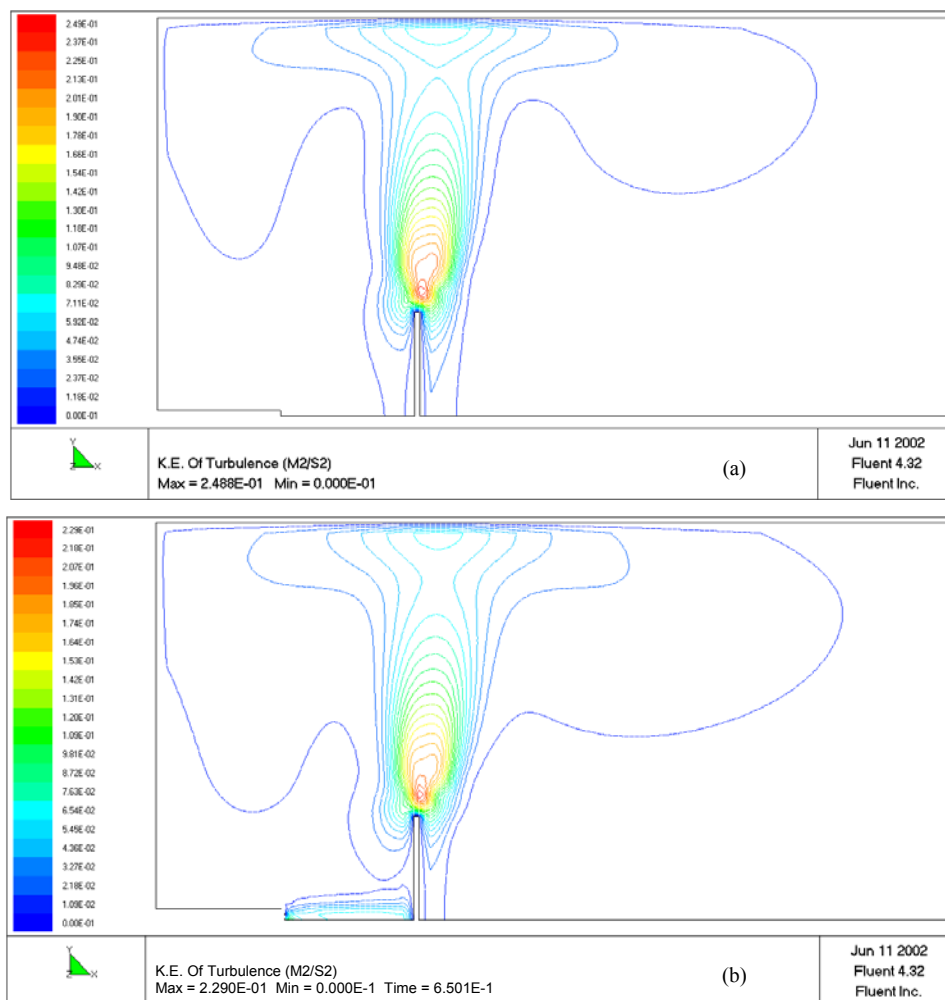 2.49E-01
2.37E-01
2.25E-01
2.13E-01
2.01E-01
1.90E-01
1.78E-01
1.66E-01
1.54E-01
1.42E-01
1.30E-01
1.18E-01
1.07E-01
9.48E-02
8.29E-02
7.11E-02
5.92E-02
4.74E-02
3.55E-02
2.37E-02
1.18E-02
0.00E-01
Y
Z X
K.E. Of Turbulence (M2/S2)
Max = 2.488E-01 Min = 0.000E-01
(a)
Jun 11 2002
Fluent 4.32
Fluent Inc.
2.29E-01
2.18E-01
2.07E-01
1.96E-01
1.85E-01
1.74E-01
1.64E-01
1.53E-01
1.42E-01
1.31E-01
1.20E-01
1.09E-01
9.81E-02
8.72E-02
7.63E-02
6.54E-02
5.45E-02
4.36E-02
3.27E-02
2.18E-02
1.09E-02
0.00E-01
Y
Z X
K.E. Of Turbulence (M2/S2)
Max = 2.290E-01 Min = 0.000E-1 Time = 6.501E-1
(b)
Jun 11 2002
Fluent 4.32
Fluent Inc.